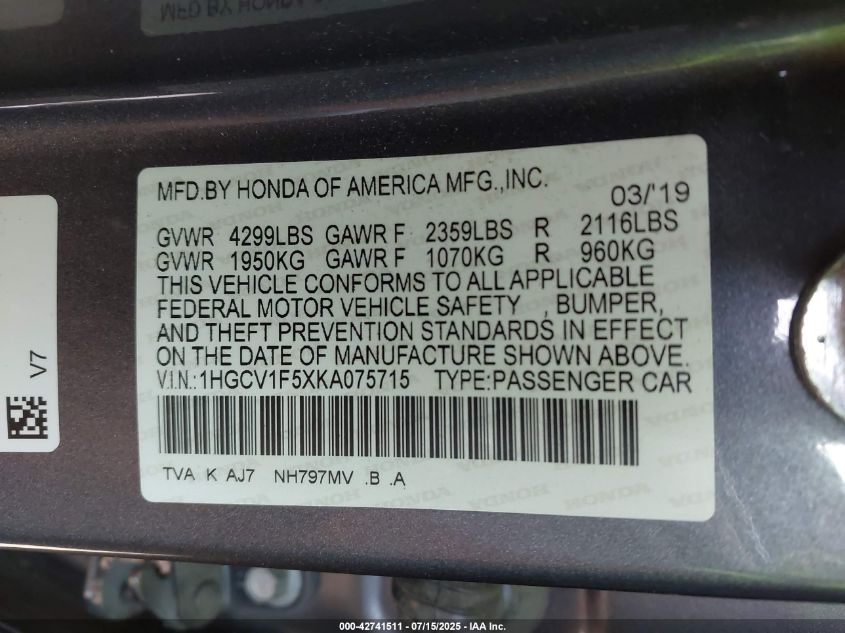 MFD.BY HONDA OF AMERICA MFG.,INC.
03/'19
GVWR 4299LBS GAWR F 2359LBS R 2116LBS
GVWR 1950KG GAWR F 1070KG R 960KG
THIS VEHICLE CONFORMS TO ALL APPLICABLE
FEDERAL MOTOR VEHICLE SAFETY , BUMPER,
AND THEFT PREVENTION STANDARDS IN EFFECT
ON THE DATE OF MANUFACTURE SHOWN ABOVE.
V.I.N.:1HGCV1F5XKA075715 TYPE:PASSENGER CAR
TVA K AJ7 NH797MV .B .A
V7
000-42741511 - 07/15/2025 - IAA Inc.